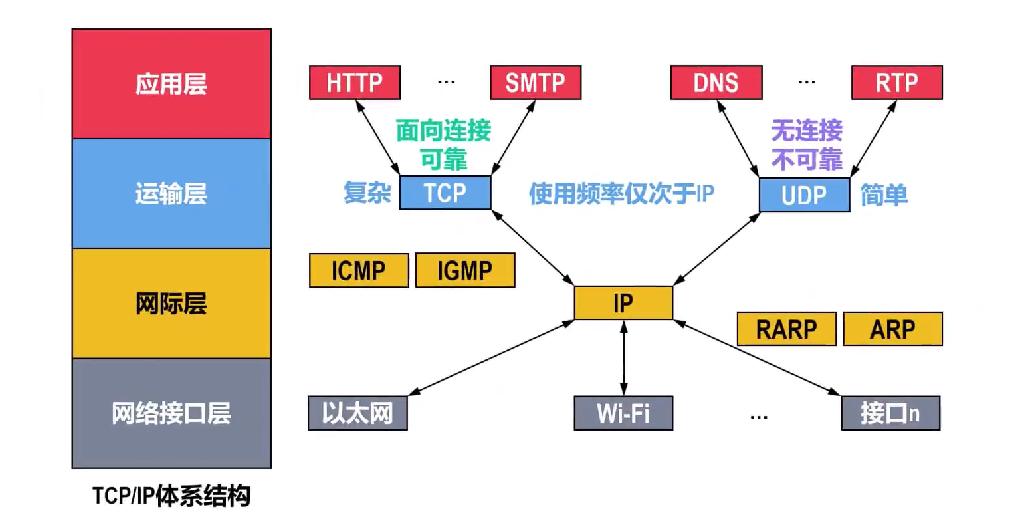 应用层
HTTP … SMTP DNS … RTP
面向连接 无连接
可靠 不可靠
运输层 复杂 TCP 使用频率仅次于IP UDP 简单
ICMP IGMP
网际层 IP
RARP ARP
网络接口层 以太网 Wi-Fi … 接口n
TCP/IP体系结构